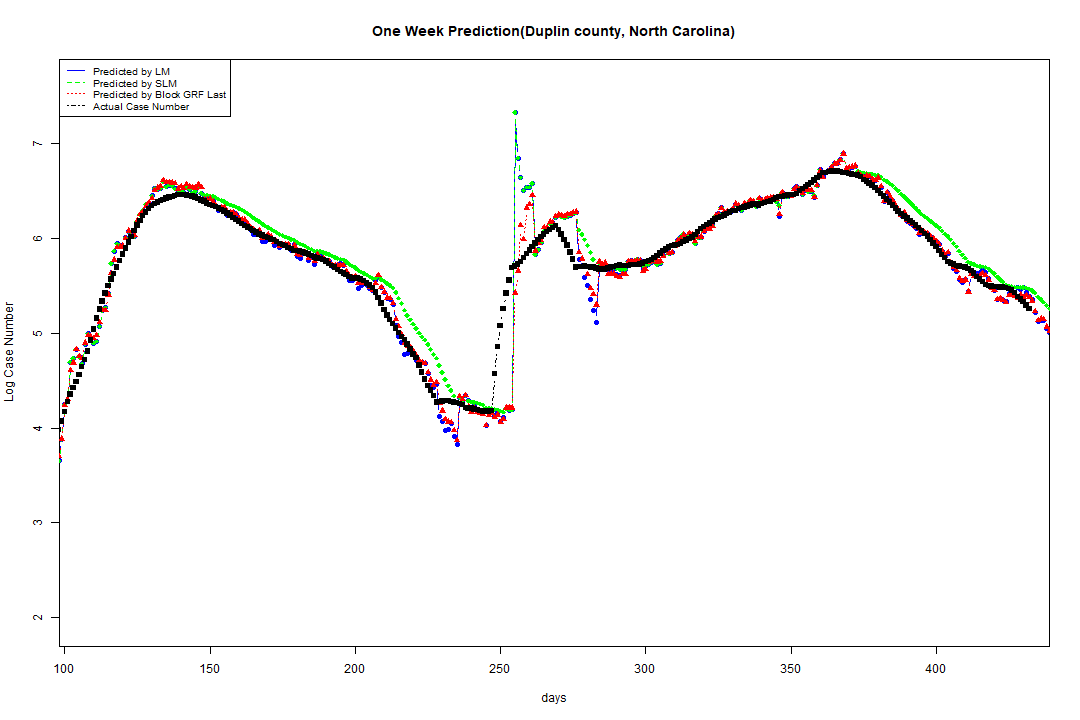 One Week Prediction(Duplin county, North Carolina)
Predicted by LM
Predicted by SLM
Predicted by Block GRF Last
Actual Case Number
7
6
5
4
3
2
Log Case Number
100 150 200 250 300 350 400
days